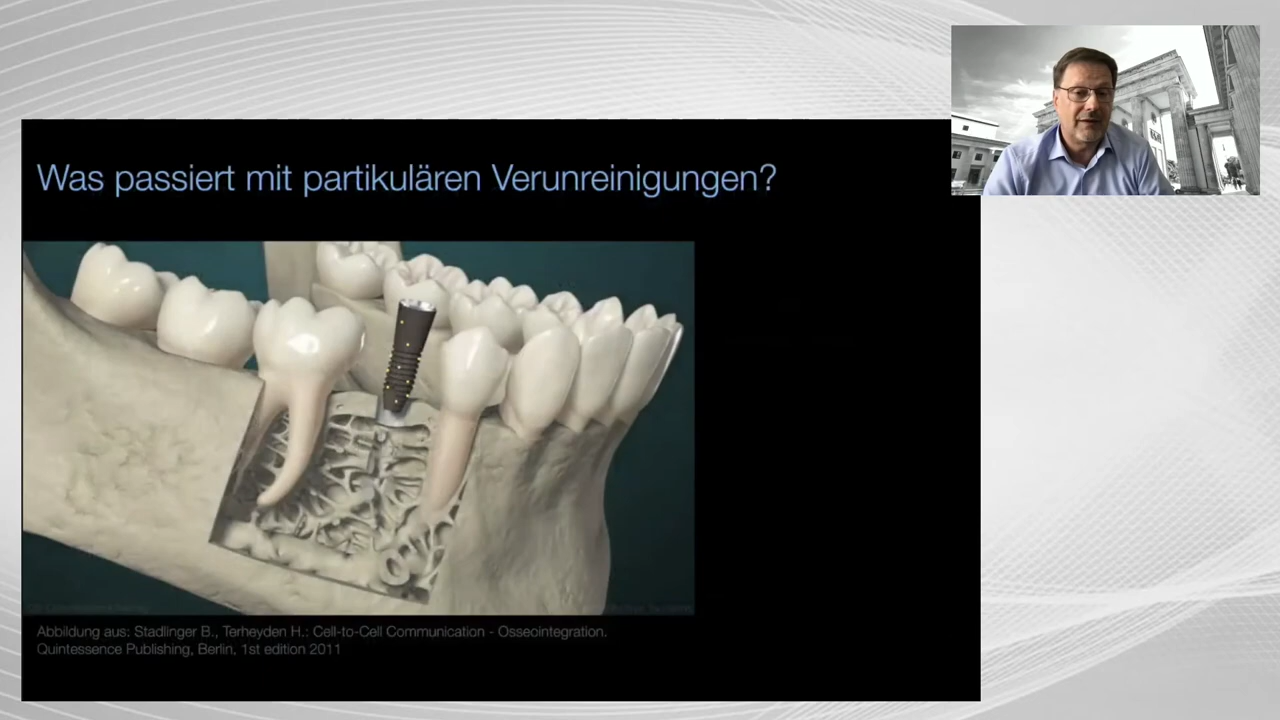 Was passiert mit partikulären Verunreinigungen?
Abbildung aus: Stadlinger B., Terheyden H.: Cell-to-Cell Communication - Osseointegration.
Quintessence Publishing, Berlin, 1st edition 2011